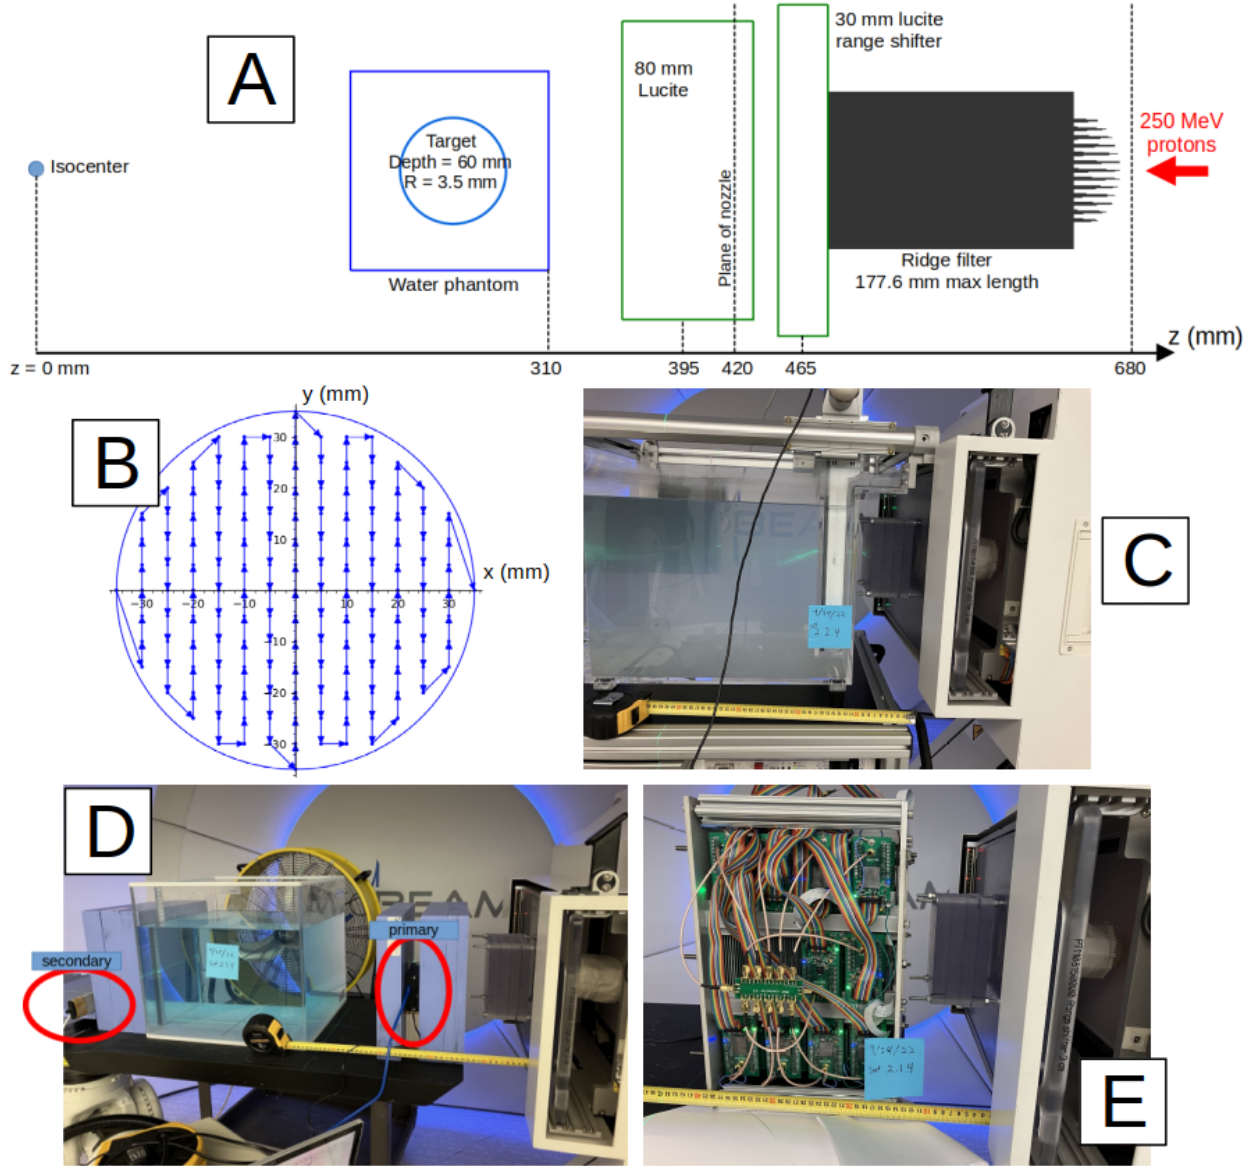 A
Isocenter
Target
Depth = 60 mm
R = 3.5 mm
Water phantom
80 mm
Lucite
Plane of nozzle
30 mm lucite
range shifter
Ridge filter
177.6 mm max length
250 MeV
protons
z (mm)
z = 0 mm
310
395
420
465
680
B
y (mm)
x (mm)
30
20
10
−10
−20
−30
−30
−20
−10
10
20
30
C
BEAM
D
BEAM
primary
secondary
E